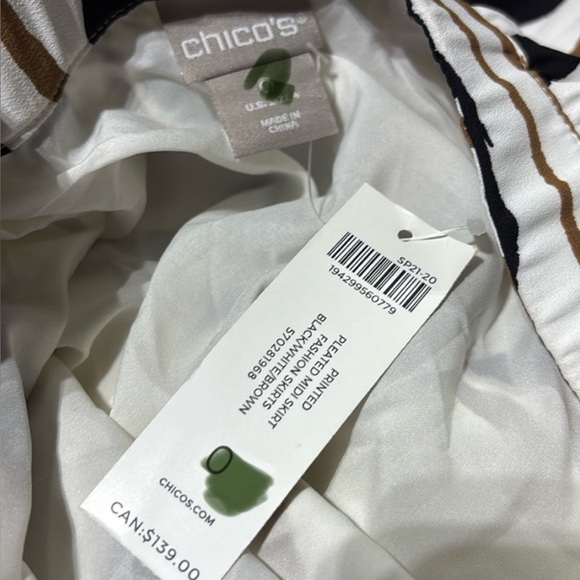 chico's
MADE IN
CHINA
SP21-20
194299560779
PRINTED
PLEATED MIDI SKIRT
FASHION SKIRTS
BLACK/WHITE/BROWN
570281968
0
CHICOS.COM
CAN:$139.00